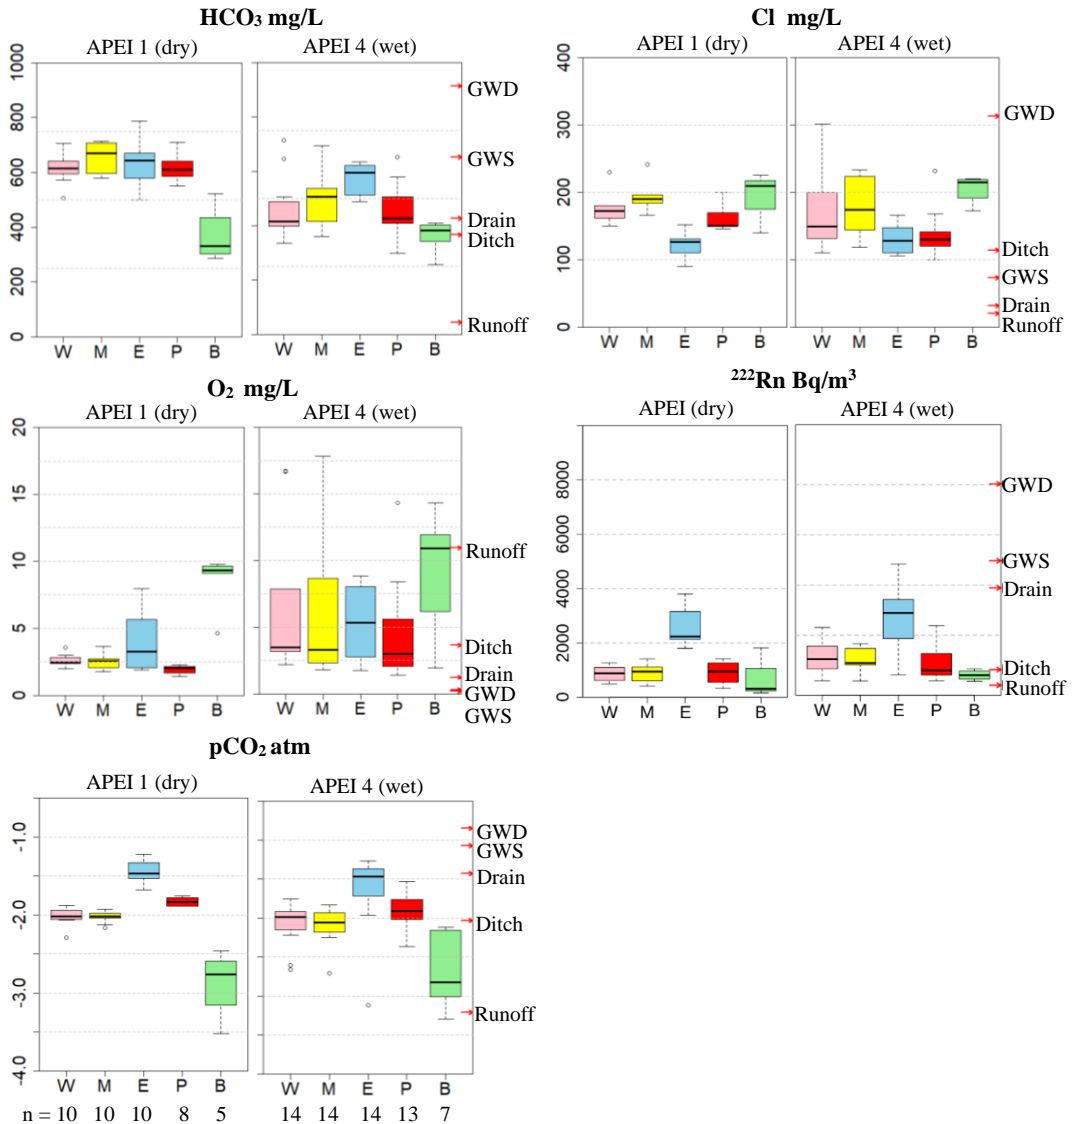 HCO₃ mg/L
APEI 1 (dry) APEI 4 (wet)
1000
800
600
400
200
0
GWD
GWS
Drain
Ditch
Runoff
W M E P B W M E P B
Cl mg/L
APEI 1 (dry) APEI 4 (wet)
400
300
200
100
0
GWD
Ditch
GWS
Drain
Runoff
W M E P B W M E P B
O₂ mg/L
APEI 1 (dry) APEI 4 (wet)
20
15
10
5
0
Runoff
Ditch
Drain
GWD
GWS
W M E P B W M E P B
²²²Rn Bq/m³
APEI (dry) APEI 4 (wet)
8000
6000
4000
2000
0
GWD
GWS
Drain
Ditch
Runoff
W M E P B W M E P B
pCO₂ atm
APEI 1 (dry) APEI 4 (wet)
-1.0
-2.0
-3.0
-4.0
GWD
GWS
Drain
Ditch
Runoff
W M E P B W M E P B
n = 10 10 10 8 5 14 14 14 13 7